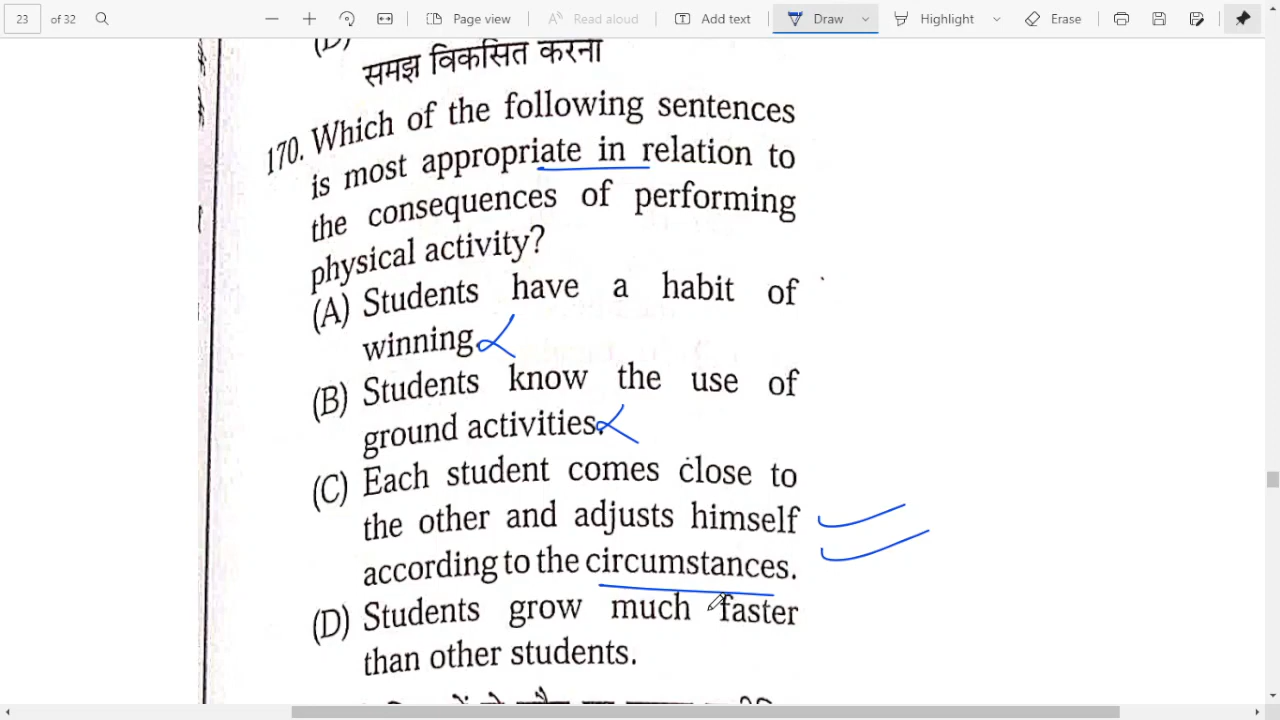 23 of 32 Page view Read aloud Add text Draw Highlight Erase
(D)
समझ विकसित करना
170. Which of the following sentences
is most appropriate in relation to
the consequences of performing
physical activity?
(A) Students have a habit of
winning.
(B) Students know the use of
ground activities.
(C) Each student comes close to
the other and adjusts himself
according to the circumstances.
(D) Students grow much faster
than other students.